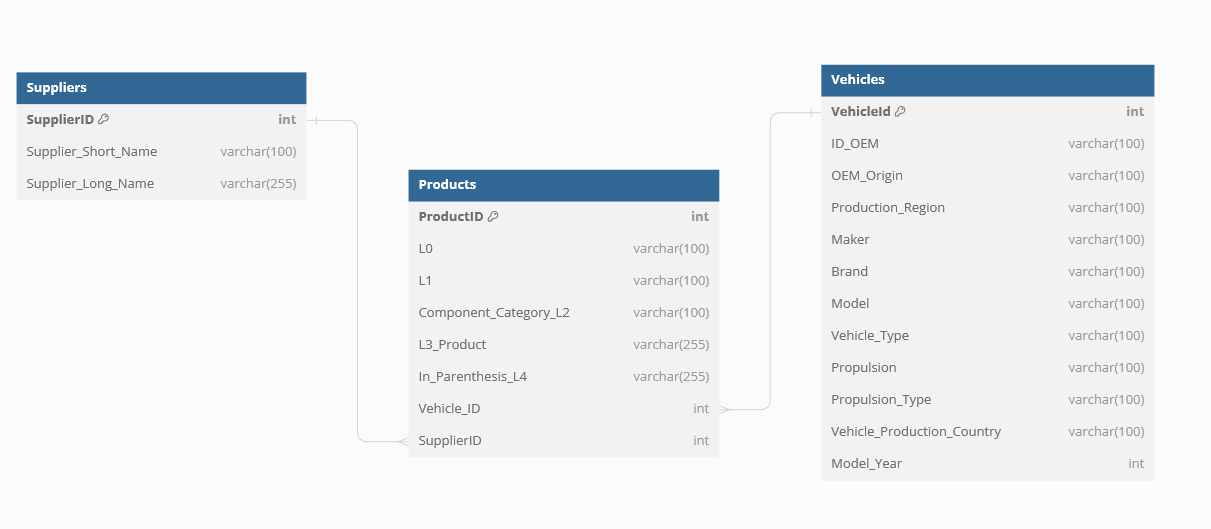 Suppliers
SupplierID int
Supplier_Short_Name varchar(100)
Supplier_Long_Name varchar(255)
Products
ProductID int
L0 varchar(100)
L1 varchar(100)
Component_Category_L2 varchar(100)
L3_Product varchar(255)
In_Parenthesis_L4 varchar(255)
Vehicle_ID int
SupplierID int
Vehicles
VehicleId int
ID_OEM varchar(100)
OEM_Origin varchar(100)
Production_Region varchar(100)
Maker varchar(100)
Brand varchar(100)
Model varchar(100)
Vehicle_Type varchar(100)
Propulsion varchar(100)
Propulsion_Type varchar(100)
Vehicle_Production_Country varchar(100)
Model_Year int